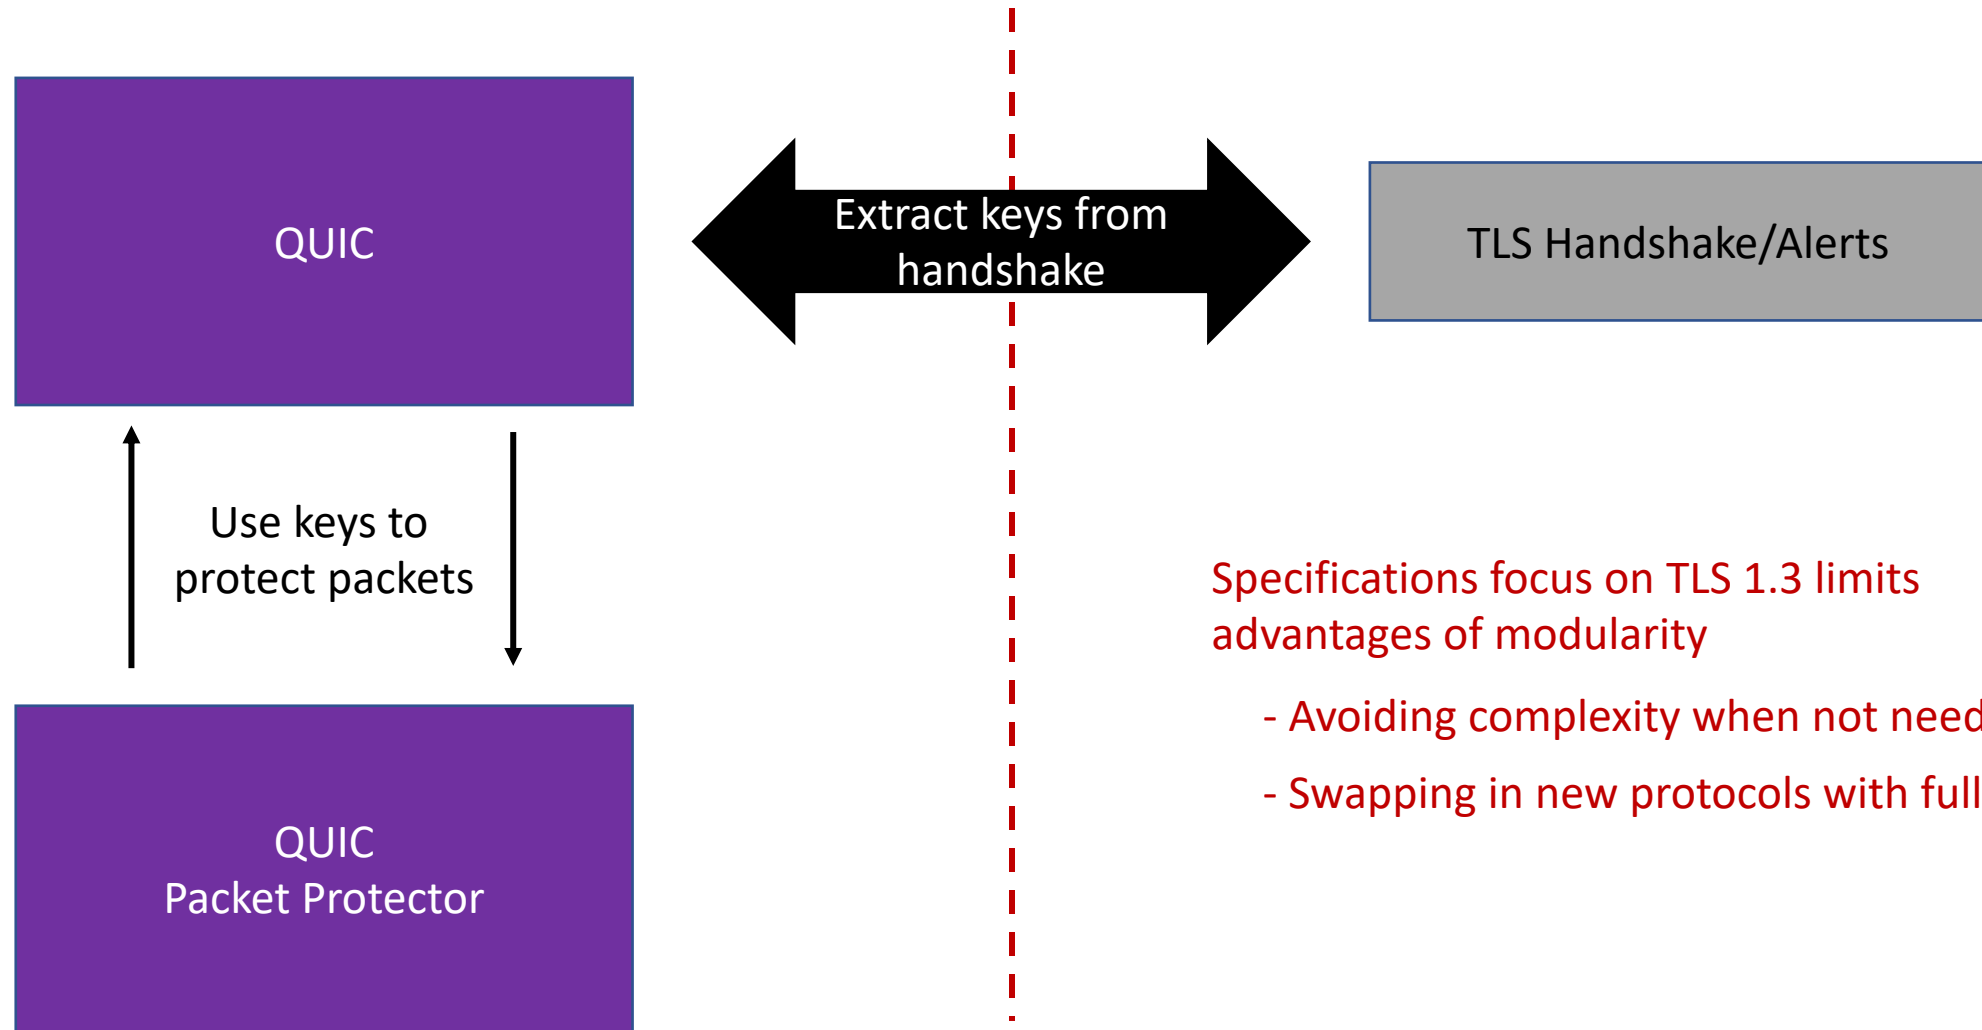 QUIC
Extract keys from
handshake
TLS Handshake/Alerts
Use keys to
protect packets
Specifications focus on TLS 1.3 limits
advantages of modularity
- Avoiding complexity when not need
- Swapping in new protocols with full
QUIC
Packet Protector